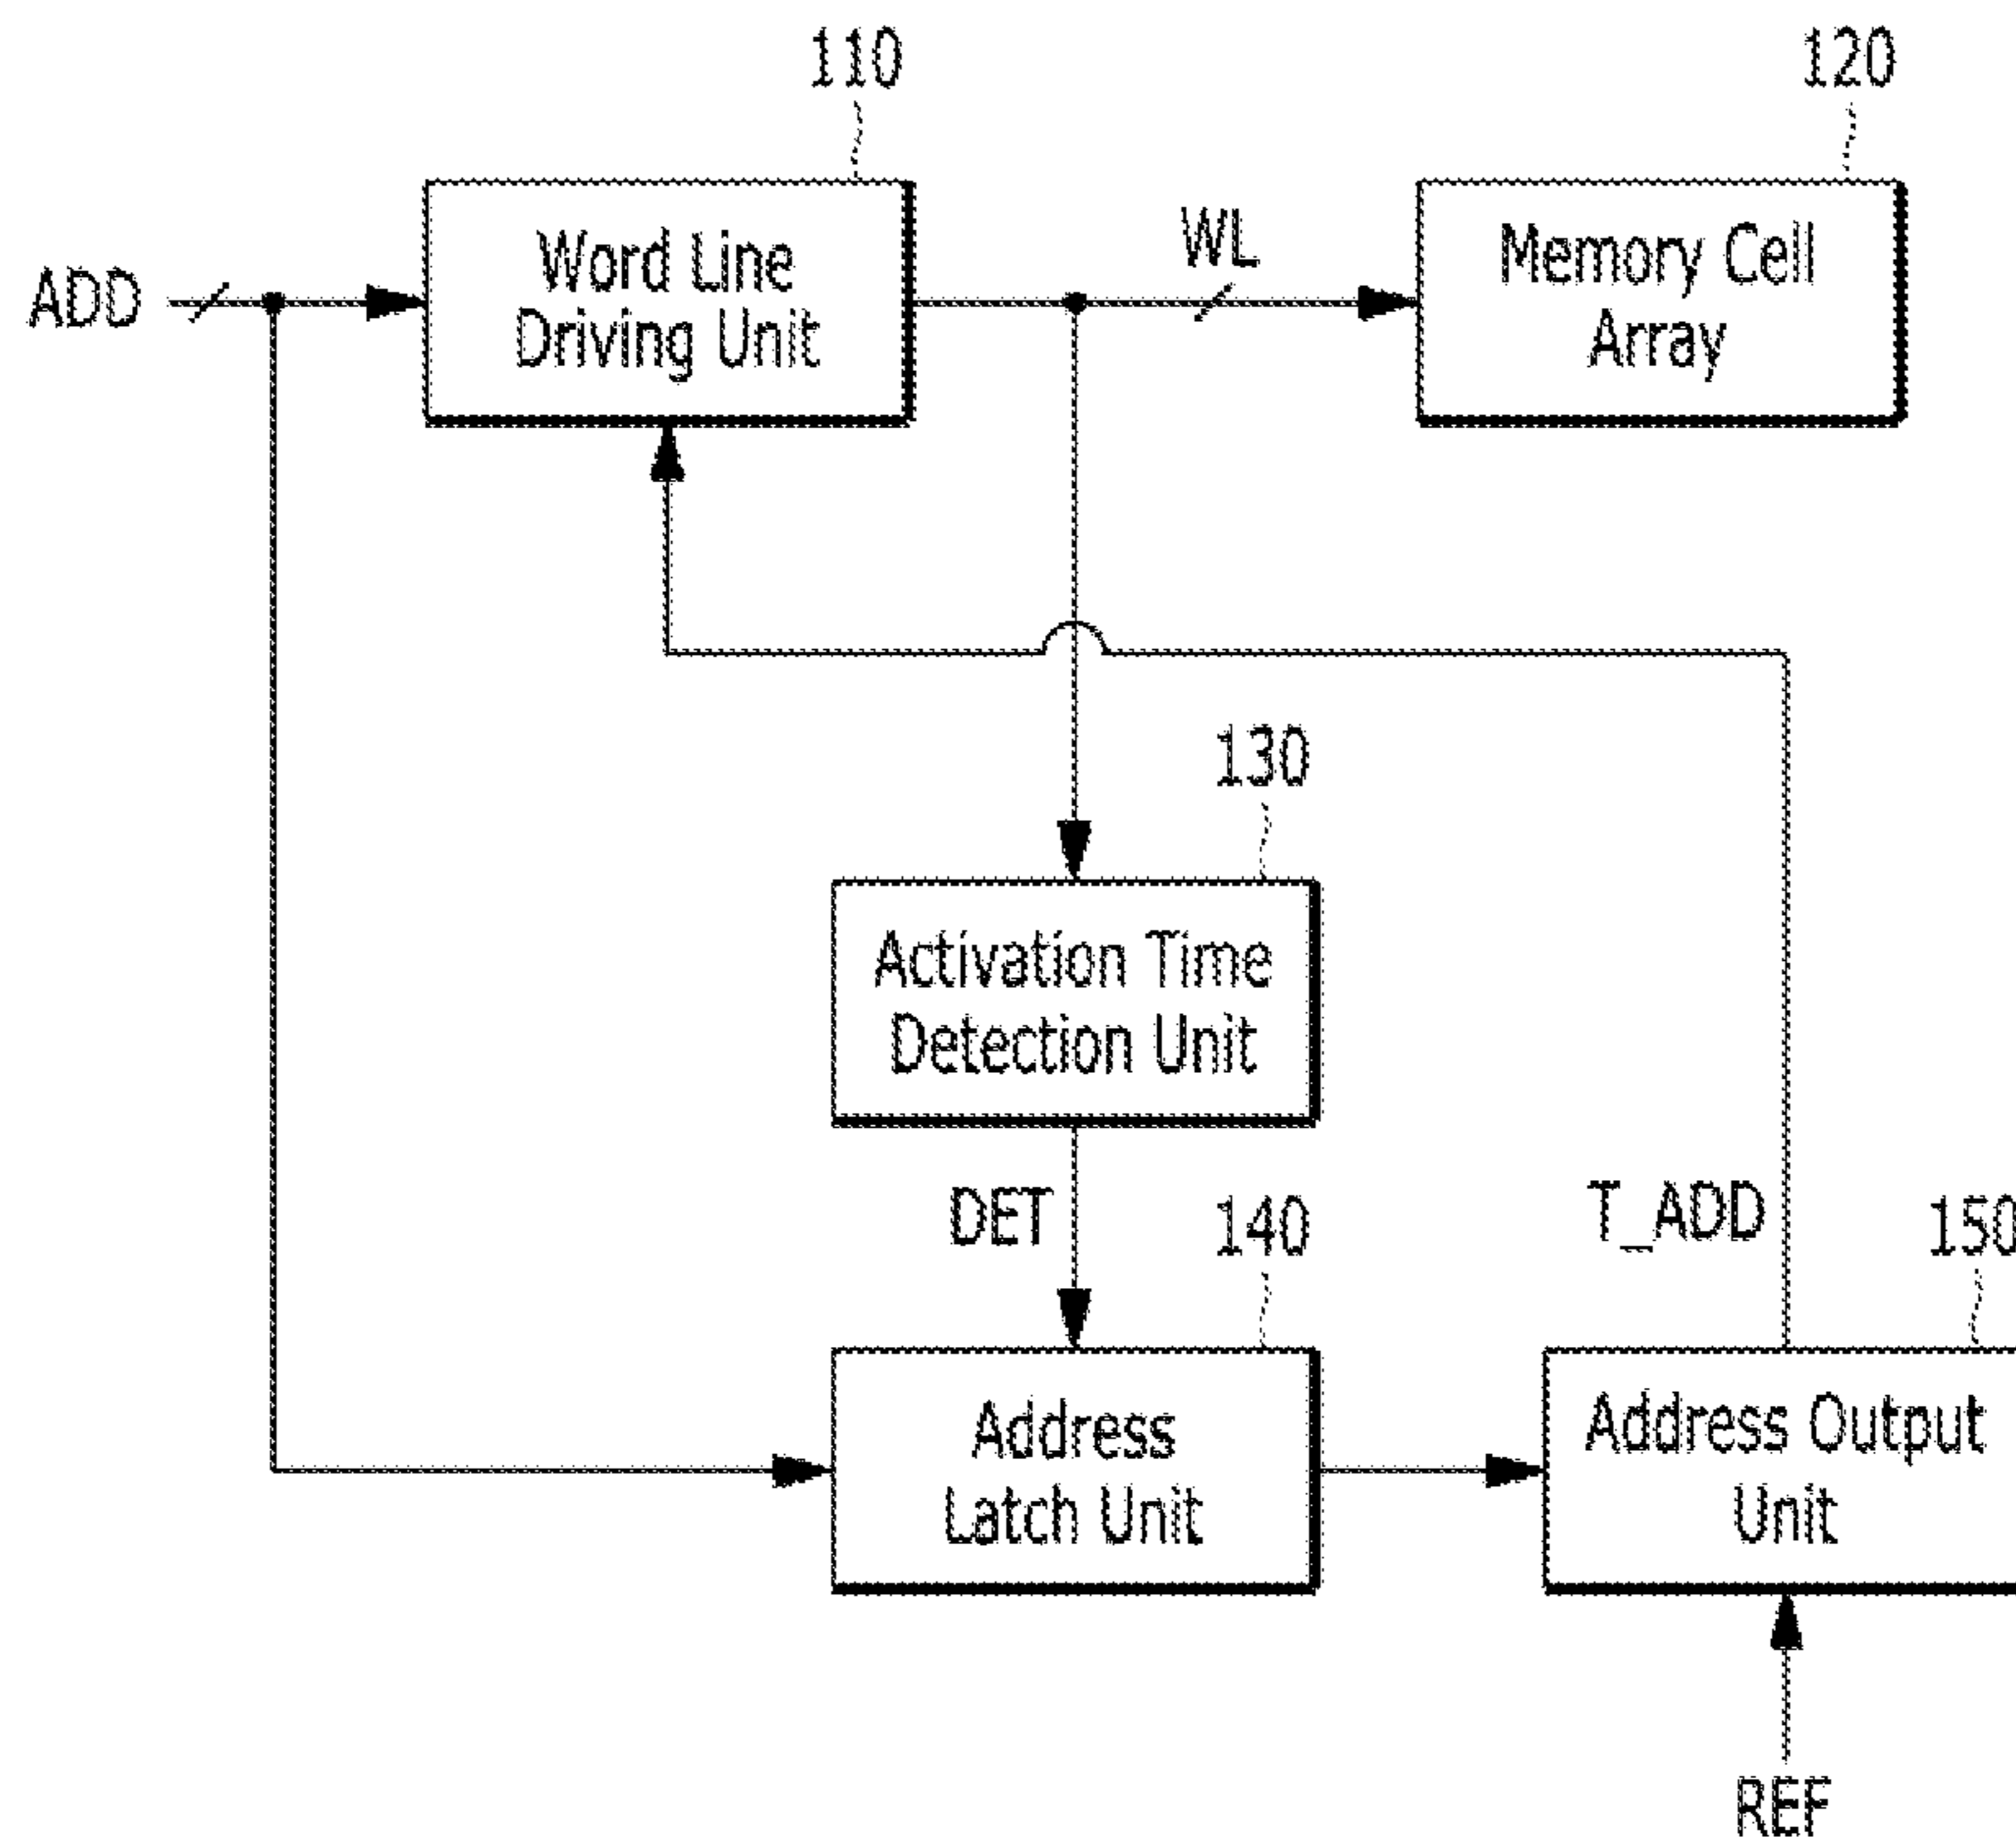 110
120
ADD
Word Line
Driving Unit
WL
Memory Cell
Array
130
Activation Time
Detection Unit
DET
140
T_ADD
150
Address
Latch Unit
Address Output
Unit
REF